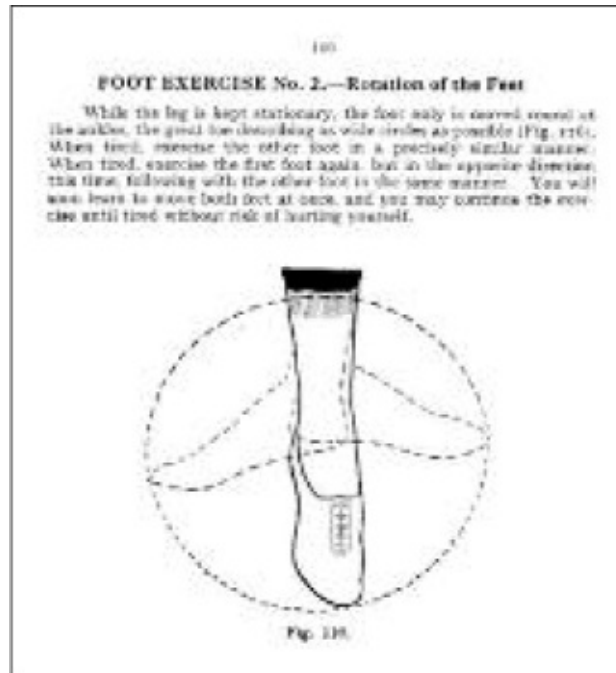 FOOT EXERCISE No. 2.—Rotation of the Feet
While the leg is kept stationary, the foot only is moved round at
the ankles, the great toe describing as wide circles as possible (Fig.
When tired, exercise the other foot in a precisely similar manner.
When tired, exercise the first foot again, but in the opposite direction
this time, following with the other foot in the same manner. You will
soon learn to move both feet at once, and you may continue the exer-
cise until tired without risk of hurting yourself.
Fig.